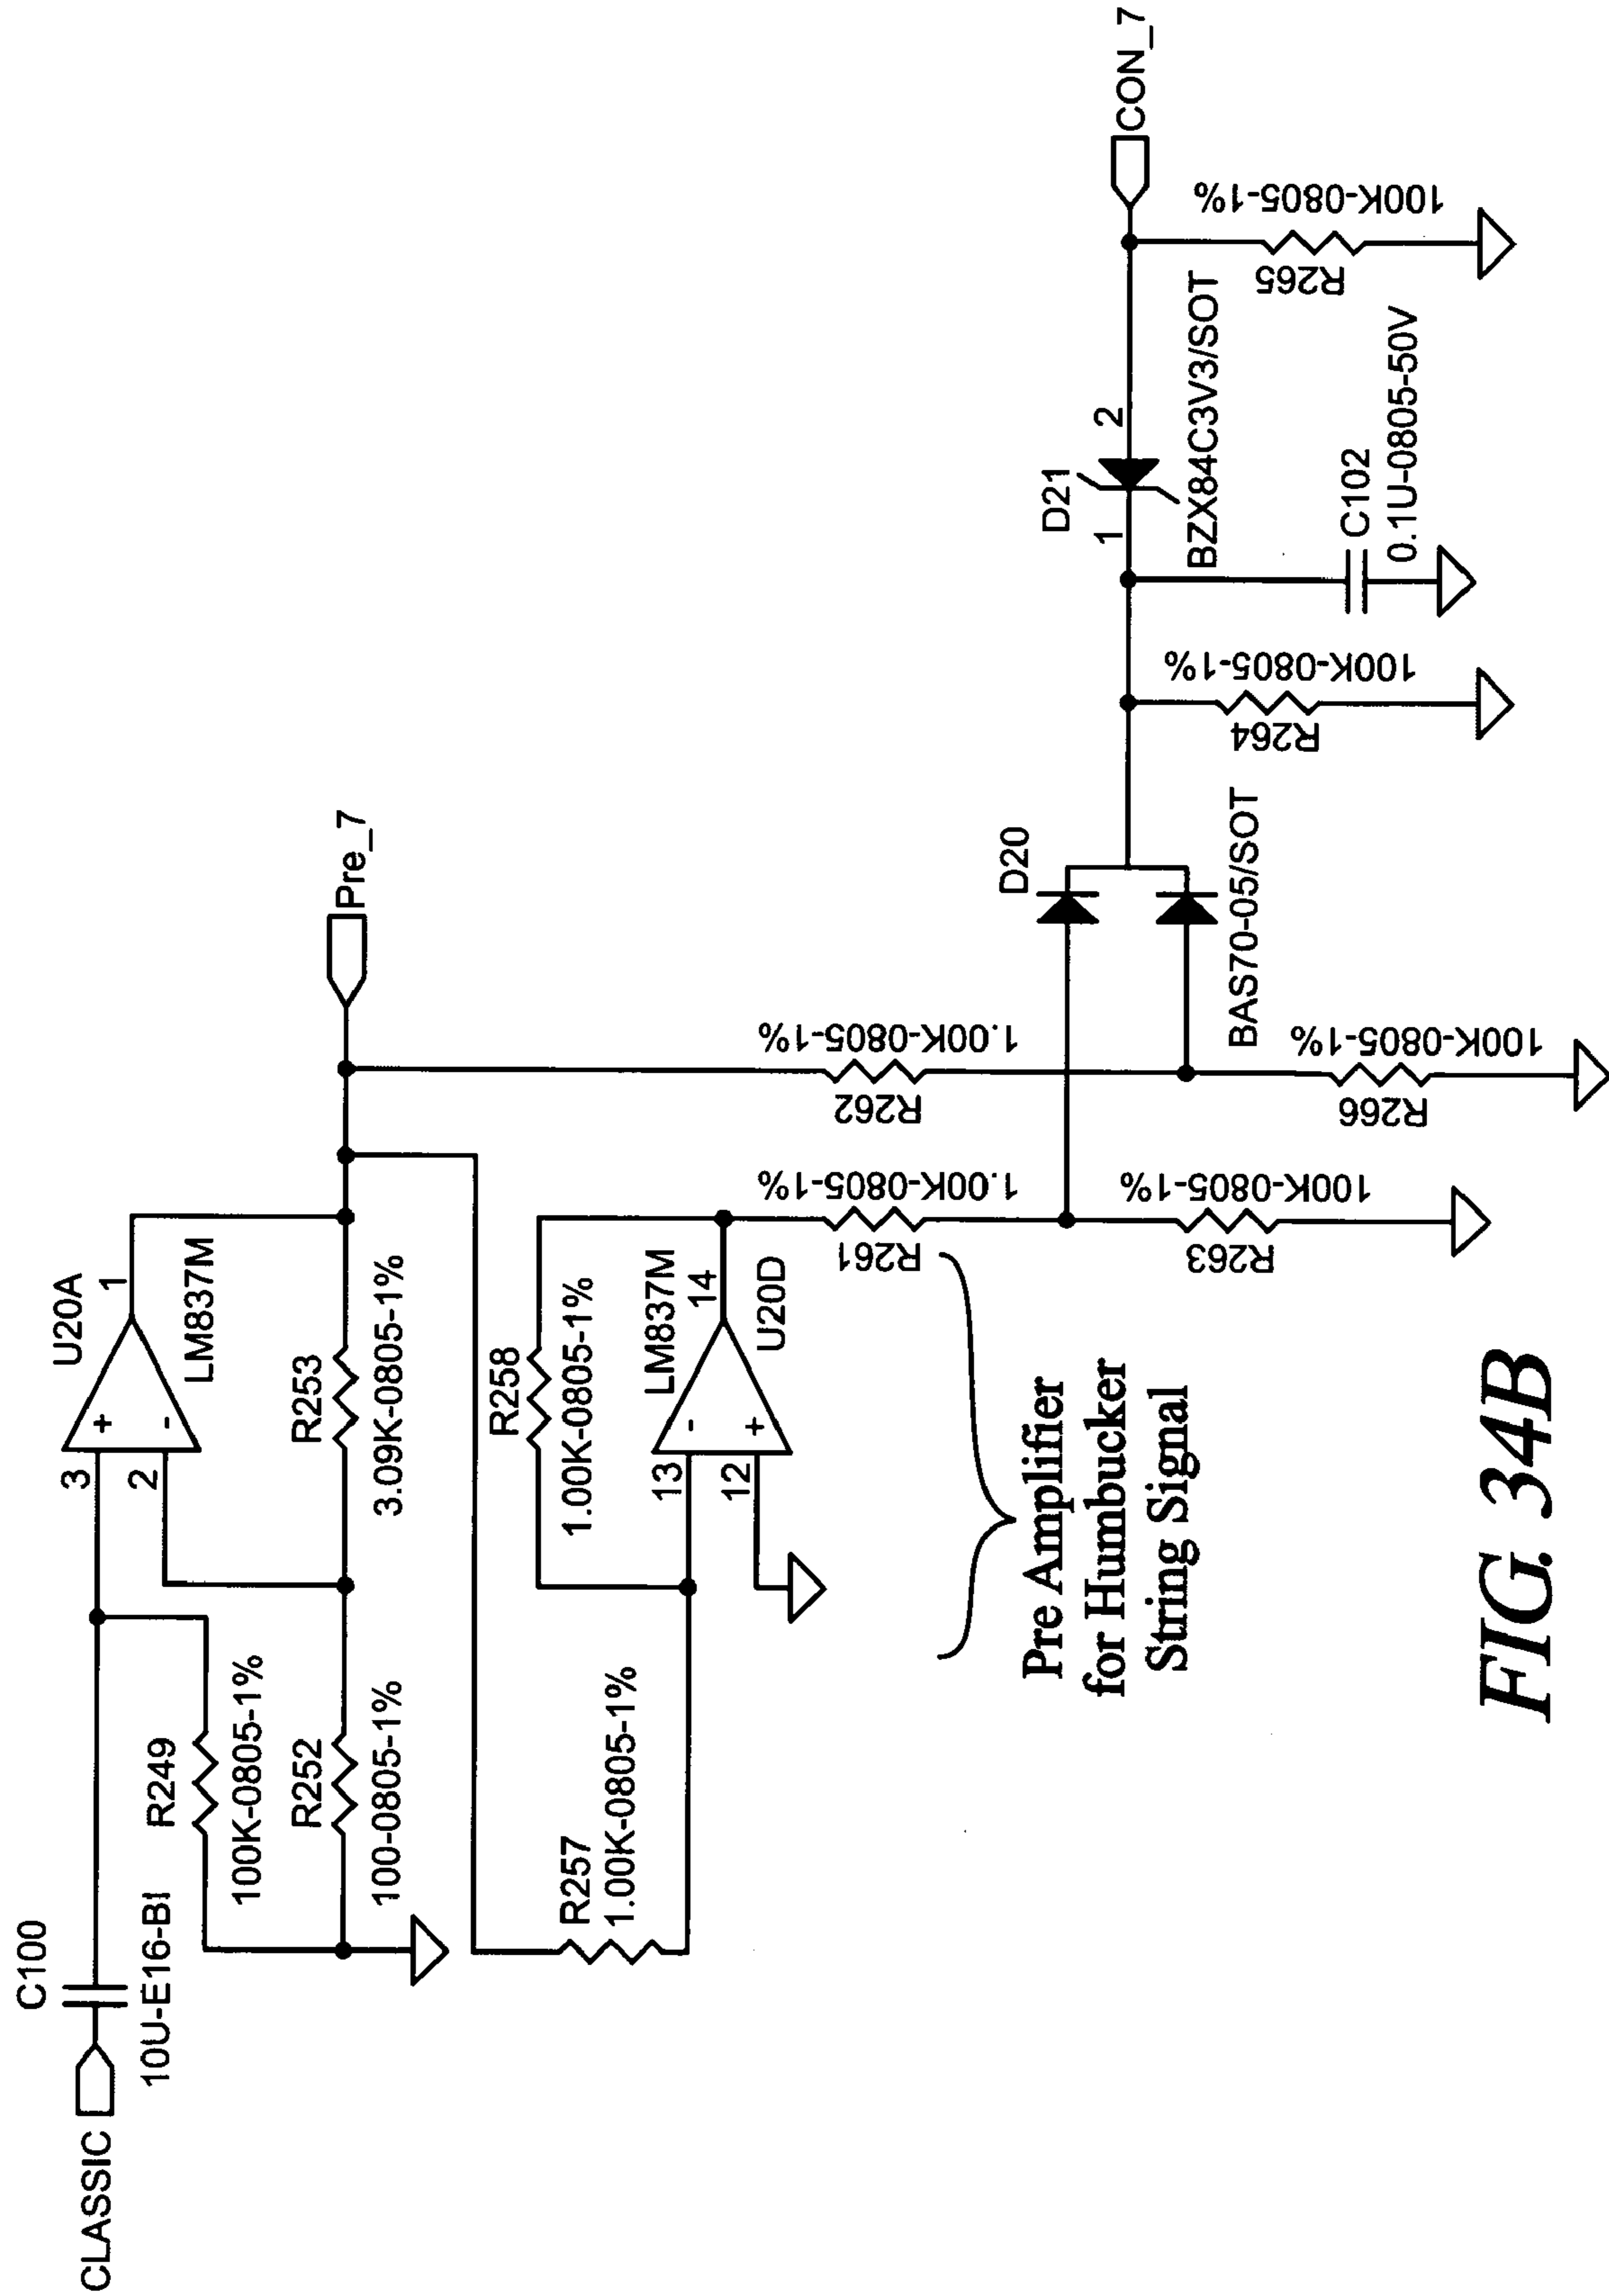 CLASSIC
C100
10U-E16-BI
R249
100K-0805-1%
R252
100-0805-1%
3
2
+
-
U20A
1
LM837M
R253
3.09K-0805-1%
Pre_7
R257
1.00K-0805-1%
R258
1.00K-0805-1%
13
12
-
+
LM837M
14
U20D
R261
1.00K-0805-1%
R262
1.00K-0805-1%
R263
100K-0805-1%
R266
100K-0805-1%
D20
BAS70-05/SOT
R264
100K-0805-1%
D21
1
2
BZX84C3V3/SOT
C102
0.1U-0805-50V
R265
100K-0805-1%
CON_7
Pre Amplifier
for Humbucker
String Signal
FIG. 34B